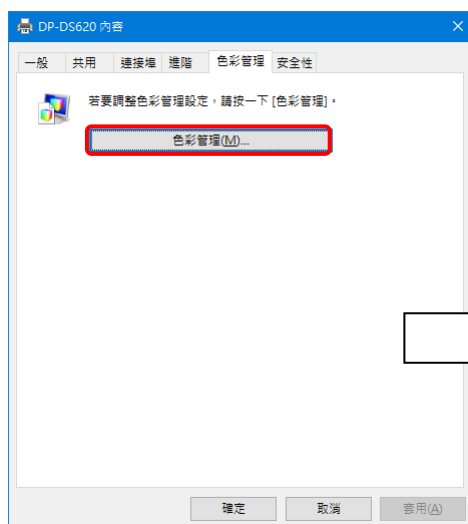 DP-DS620 內容
一般 共用 連接埠 進階 色彩管理 安全性
若要調整色彩管理設定，請按一下 [色彩管理]。
色彩管理(M)...
確定 取消 套用(A)